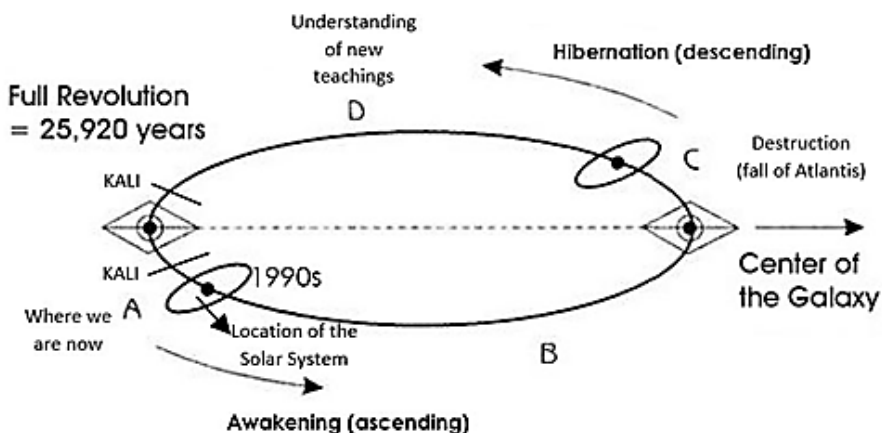 Understanding
of new
teachings
D
Hibernation (descending)
Full Revolution
= 25,920 years
C
Destruction
(fall of Atlantis)
KALI
KALI
Center of
the Galaxy
1990s
A
Where we
are now
Location of the
Solar System
B
Awakening (ascending)